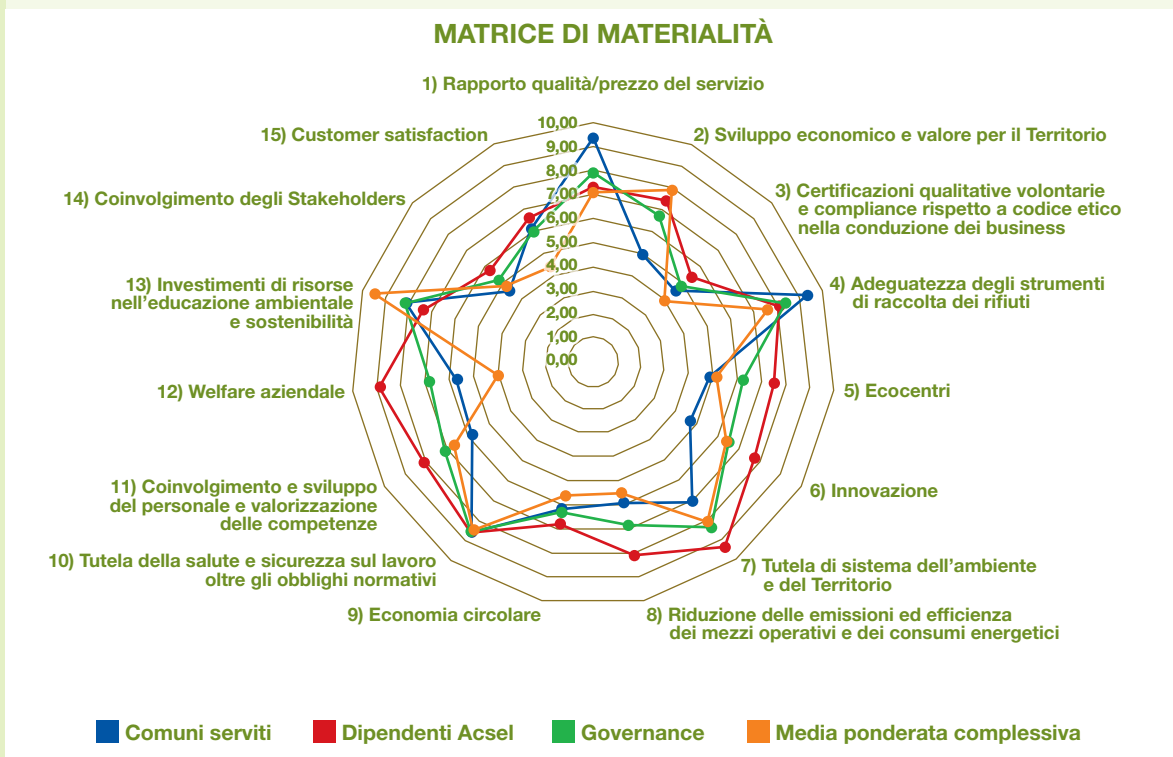 MATRICE DI MATERIALITÀ
1) Rapporto qualità/prezzo del servizio
15) Customer satisfaction
2) Sviluppo economico e valore per il Territorio
14) Coinvolgimento degli Stakeholders
3) Certificazioni qualitative volontarie
e compliance rispetto a codice etico
nella conduzione dei business
13) Investimenti di risorse
nell'educazione ambientale
e sostenibilità
4) Adeguatezza degli strumenti
di raccolta dei rifiuti
12) Welfare aziendale
5) Ecocentri
11) Coinvolgimento e sviluppo
del personale e valorizzazione
delle competenze
6) Innovazione
10) Tutela della salute e sicurezza sul lavoro
oltre gli obblighi normativi
7) Tutela di sistema dell'ambiente
e del Territorio
9) Economia circolare
8) Riduzione delle emissioni ed efficienza
dei mezzi operativi e dei consumi energetici
10,00
9,00
8,00
7,00
6,00
5,00
4,00
3,00
2,00
1,00
0,00
Comuni serviti
Dipendenti Acsel
Governance
Media ponderata complessiva